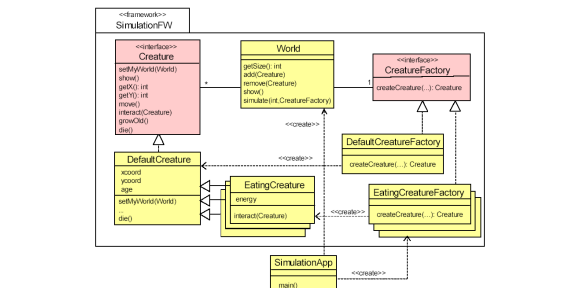 <<framework>>
SimulationFW
<<interface>>
Creature
setMyWorld(World)
show()
getX(): int
getY(): int
move()
interact(Creature)
growOld()
die()
*
World
getSize(): int
add(Creature)
remove(Creature)
show()
simulate(int,CreatureFactory)
1
<<interface>>
CreatureFactory
createCreature(...): Creature
<<create>>
DefaultCreatureFactory
createCreature(...): Creature
<<create>>
DefaultCreature
xcoord
ycoord
age
setMyWorld(World)
...
die()
EatingCreature
energy
interact(Creature)
<<create>>
EatingCreatureFactory
createCreature(...): Creature
SimulationApp
main()
<<create>>